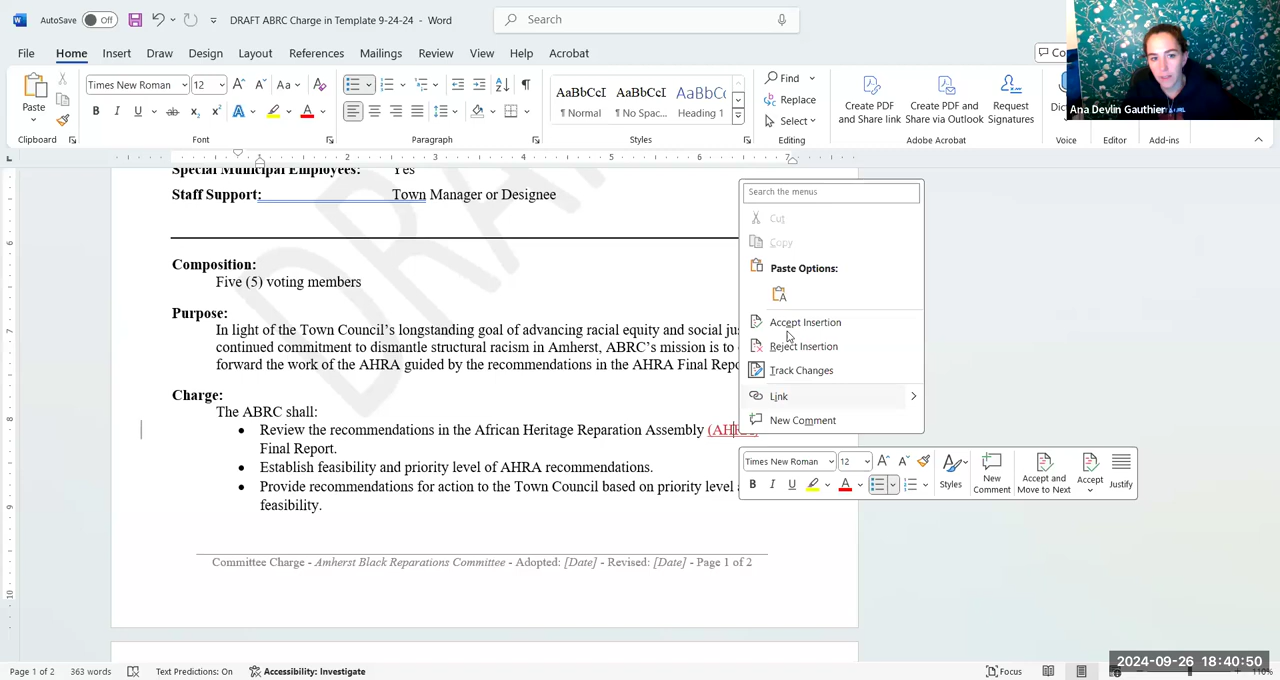 AutoSave Off DRAFT ABRC Charge in Template 9-24-24 - Word Search
File Home Insert Draw Design Layout References Mailings Review View Help Acrobat
Ana Devlin Gauthier
Paste
Clipboard
Times New Roman 12
Font
Paragraph
AaBbCcI AaBbCcI AaBbC
¶ Normal ¶ No Spac... Heading 1
Styles
Find
Replace
Select
Editing
Create PDF and Share link
Create PDF and Share via Outlook
Request Signatures
Adobe Acrobat
Voice
Editor
Add-ins
2 3 4 5 6 7
DRAFT
Special Municipal Employees: Yes
Staff Support: Town Manager or Designee
Composition:
Five (5) voting members
Purpose:
In light of the Town Council's longstanding goal of advancing racial equity and social
continued commitment to dismantle structural racism in Amherst, ABRC's mission is to
forward the work of the AHRA guided by the recommendations in the AHRA Final
Charge:
The ABRC shall:
• Review the recommendations in the African Heritage Reparation Assembly
Final Report.
• Establish feasibility and priority level of AHRA recommendations.
• Provide recomendations for action to the Town Council based on priority level
feasibility.
Committee Charge - Amherst Black Reparations Committee - Adopted: [Date] - Revised: [Date] - Page 1 of 2
Search the menus
Cut
Copy
Paste Options:
Accept Insertion
Reject Insertion
Track Changes
Link
New Comment
Times New Roman 12
Styles
New Comment
Accept and Move to Next
Accept
Justify
Page 1 of 2 363 words Text Predictions: On Accessibility: Investigate Focus 110%
2024-09-26 18:40:50